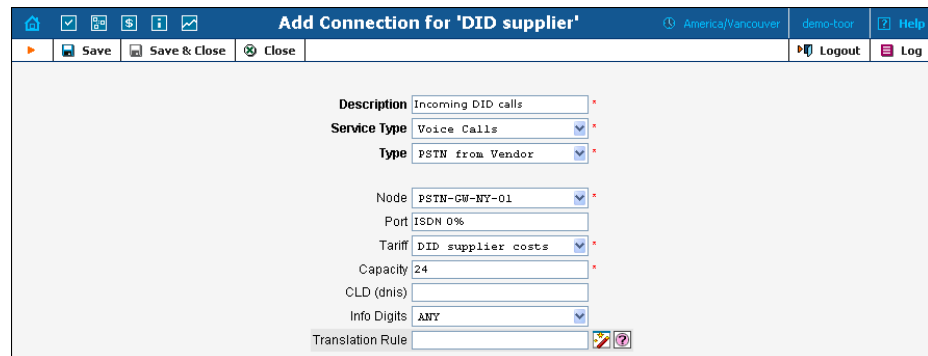 Add Connection for 'DID supplier' America/Vancouver demo-toor Help
Save Save & Close Close Logout Log
Description Incoming DID calls *
Service Type Voice Calls *
Type PSTN from Vendor *
Node PSTN-GW-NY-01 *
Port ISDN 0%
Tariff DID supplier costs *
Capacity 24 *
CLD (dnis)
Info Digits ANY
Translation Rule